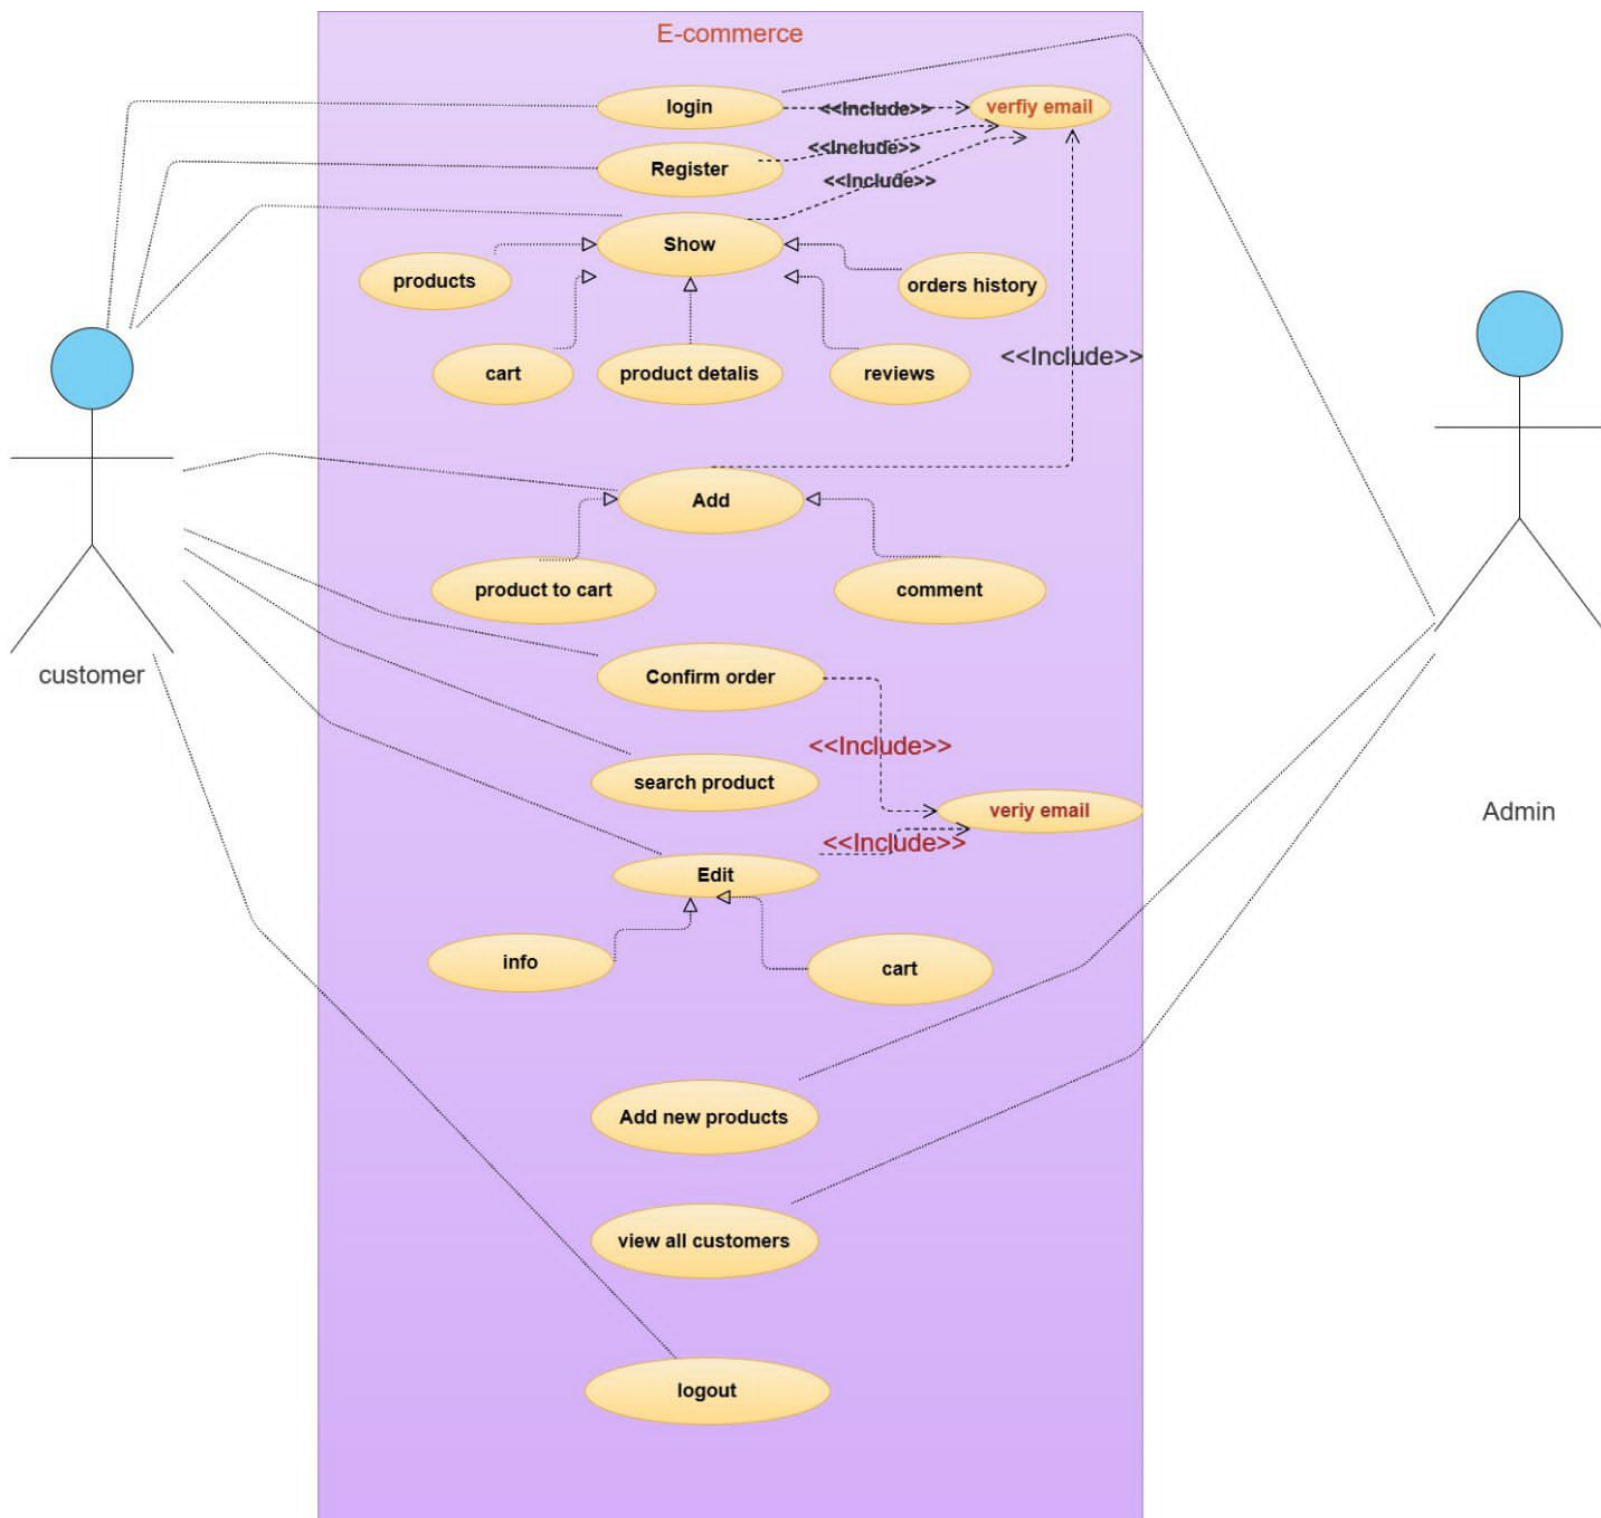 E-commerce
login
<<Include>>
verfiy email
<<Include>>
Register
<<Include>>
Show
products
orders history
cart
product detalis
reviews
<<Include>>
Add
product to cart
comment
customer
Confirm order
<<Include>>
search product
veriy email
Admin
<<Include>>
Edit
info
cart
Add new products
view all customers
logout